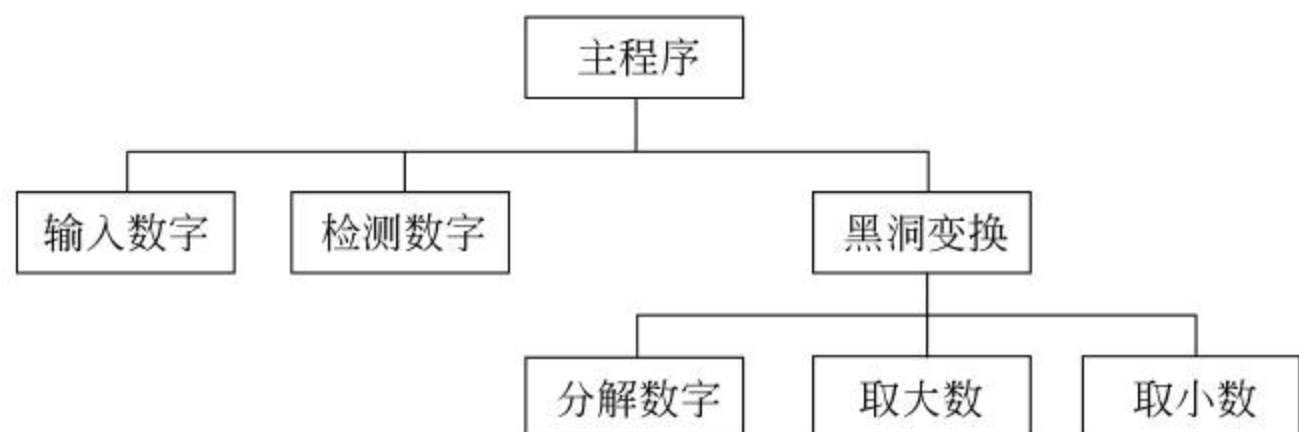 主程序
输入数字
检测数字
黑洞变换
分解数字
取大数
取小数